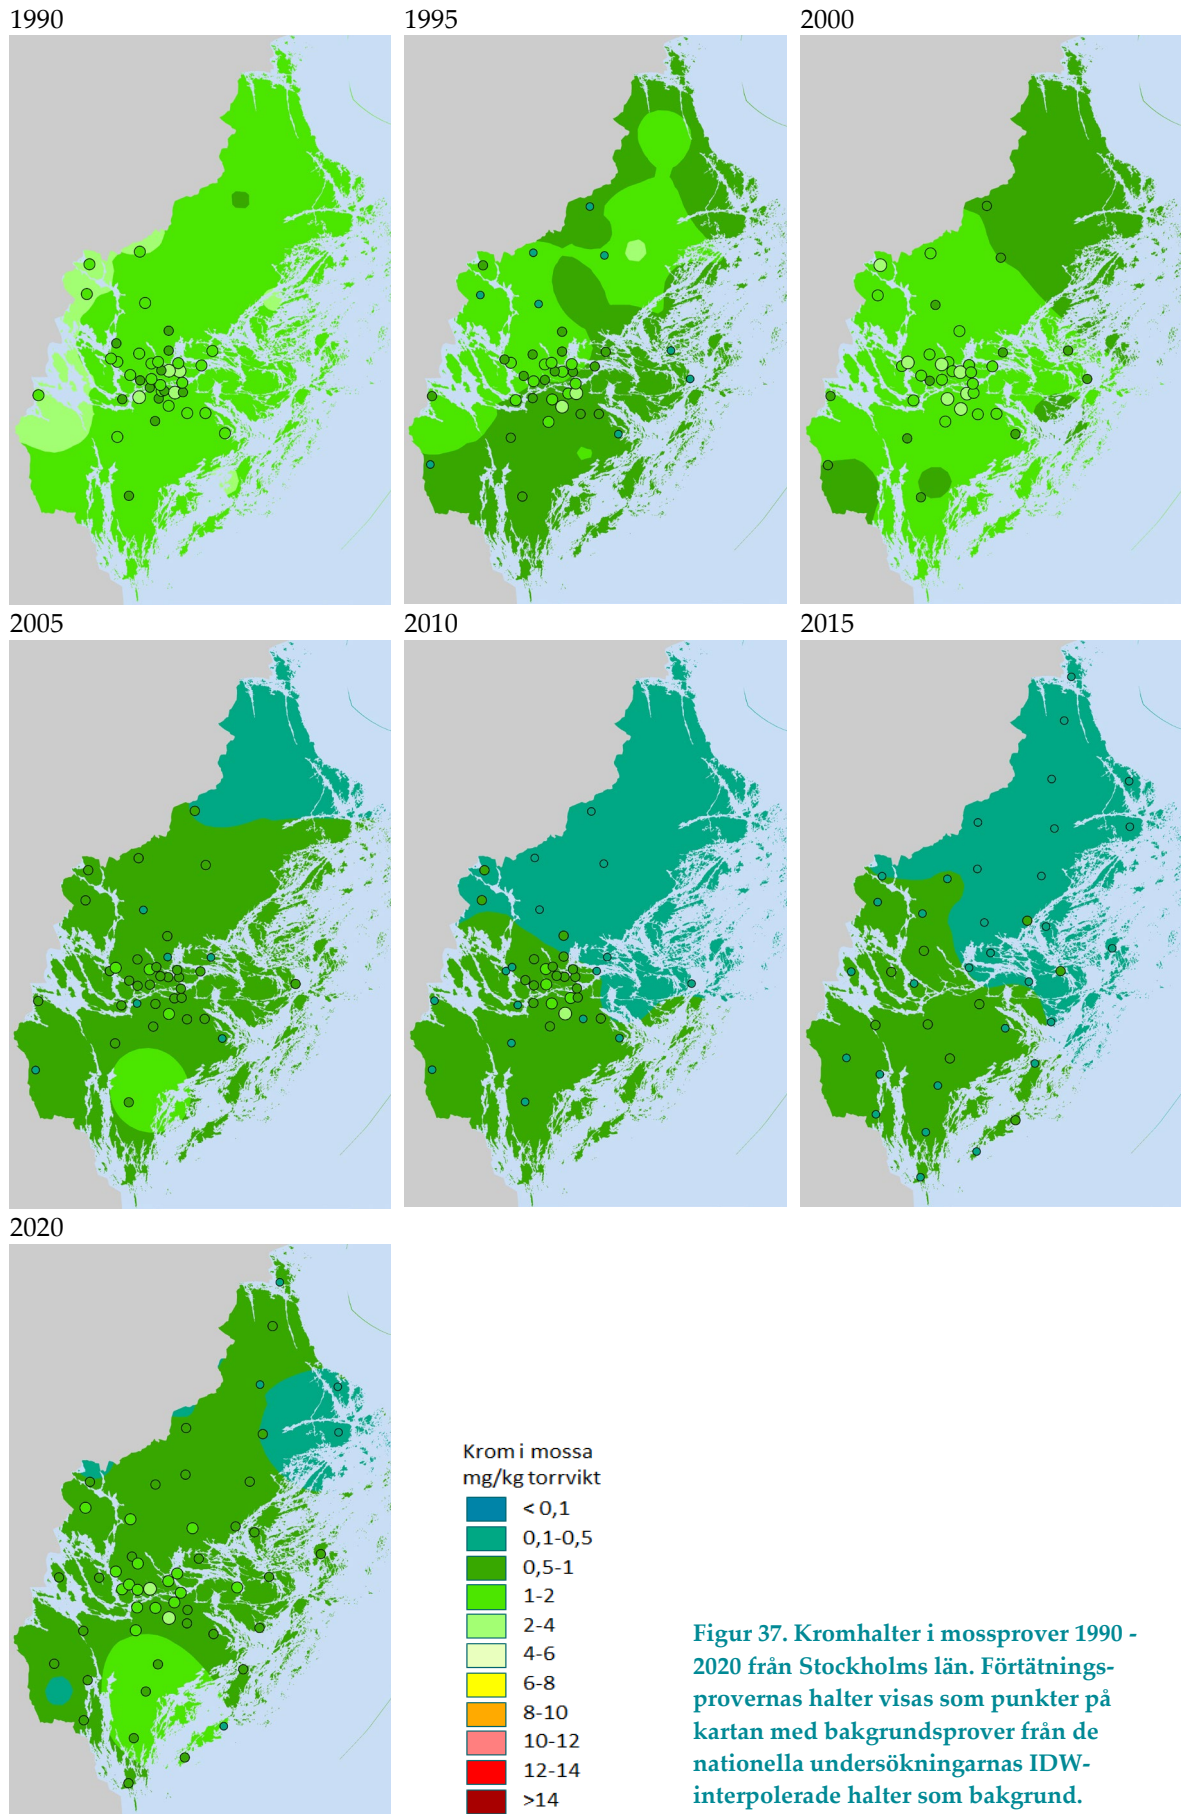 1990
1995
2000
2005
2010
2015
2020
Krom i mossa
mg/kg torrvikt
< 0,1
0,1-0,5
0,5-1
1-2
2-4
4-6
6-8
8-10
10-12
12-14
>14
Figur 37. Kromhalter i mossprover 1990 -
2020 från Stockholms län. Förtätnings-
provernas halter visas som punkter på
kartan med bakgrundsprover från de
nationella undersökningarnas IDW-
interpolerade halter som bakgrund.